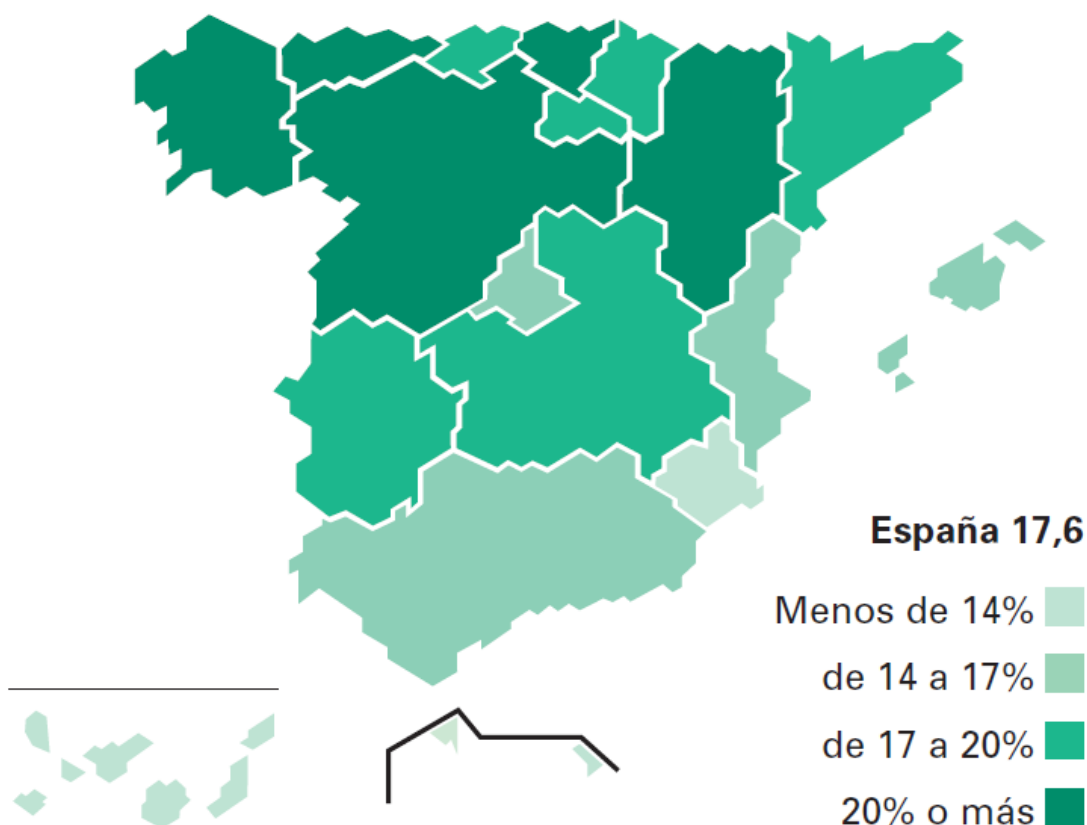 España 17,6
Menos de 14%
de 14 a 17%
de 17 a 20%
20% o más